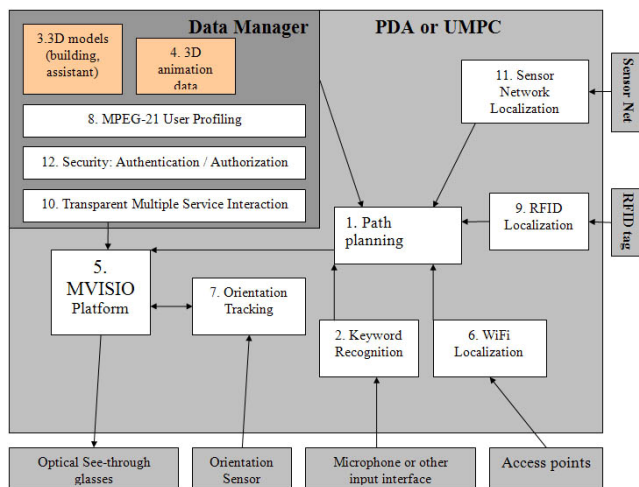 Data Manager
PDA or UMPC
3.3D models
(building,
assistant)
4. 3D
animation
data
8. MPEG-21 User Profiling
12. Security: Authentication / Authorization
10. Transparent Multiple Service Interaction
11. Sensor
Network
Localization
Sensor Net
1. Path
planning
9. RFID
Localization
RFID tag
5.
MVISIO
Platform
7. Orientation
Tracking
2. Keyword
Recognition
6. WiFi
Localization
Optical See-through
glasses
Orientation
Sensor
Microphone or other
input interface
Access points